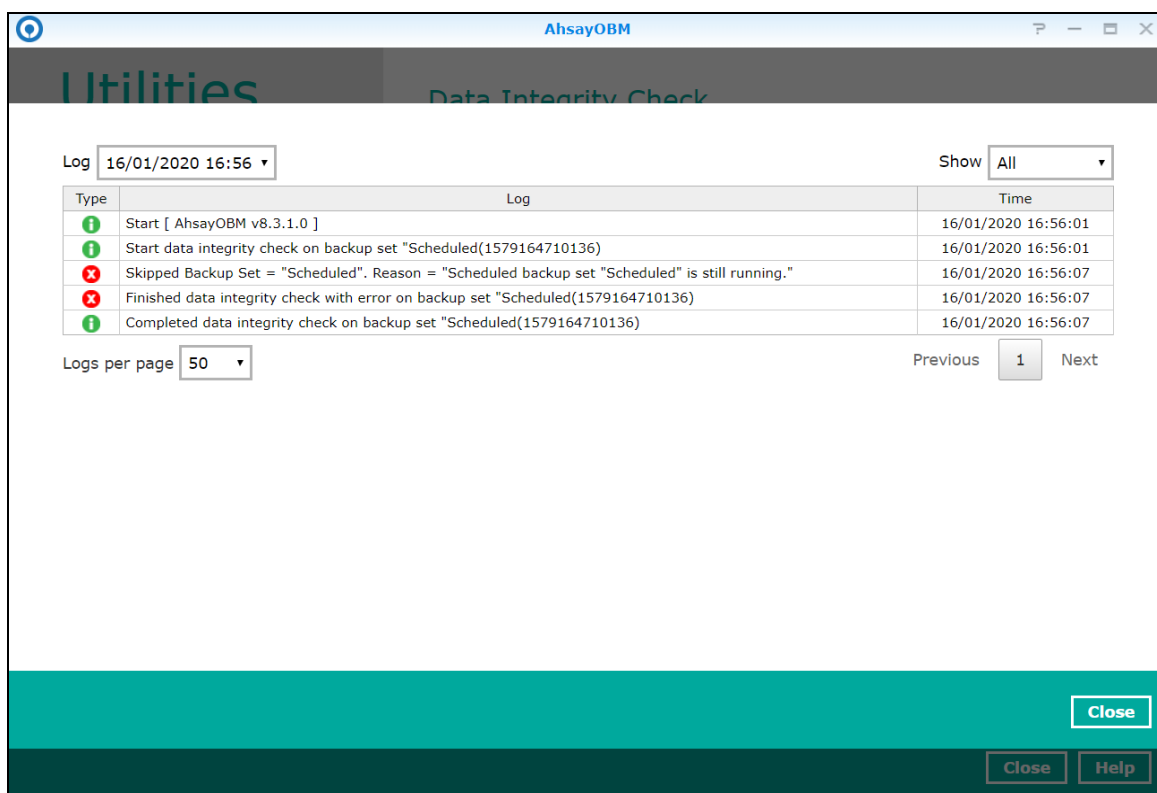 AhsayOBM
Utilities
Data Integrity Check
Log 16/01/2020 16:56
Show All
Type Log Time
Start [ AhsayOBM v8.3.1.0 ] 16/01/2020 16:56:01
Start data integrity check on backup set "Scheduled(1579164710136) 16/01/2020 16:56:01
Skipped Backup Set = "Scheduled". Reason = "Scheduled backup set "Scheduled" is still running." 16/01/2020 16:56:07
Finished data integrity check with error on backup set "Scheduled(1579164710136) 16/01/2020 16:56:07
Completed data integrity check on backup set "Scheduled(1579164710136) 16/01/2020 16:56:07
Logs per page 50
Previous 1 Next
Close
Close Help